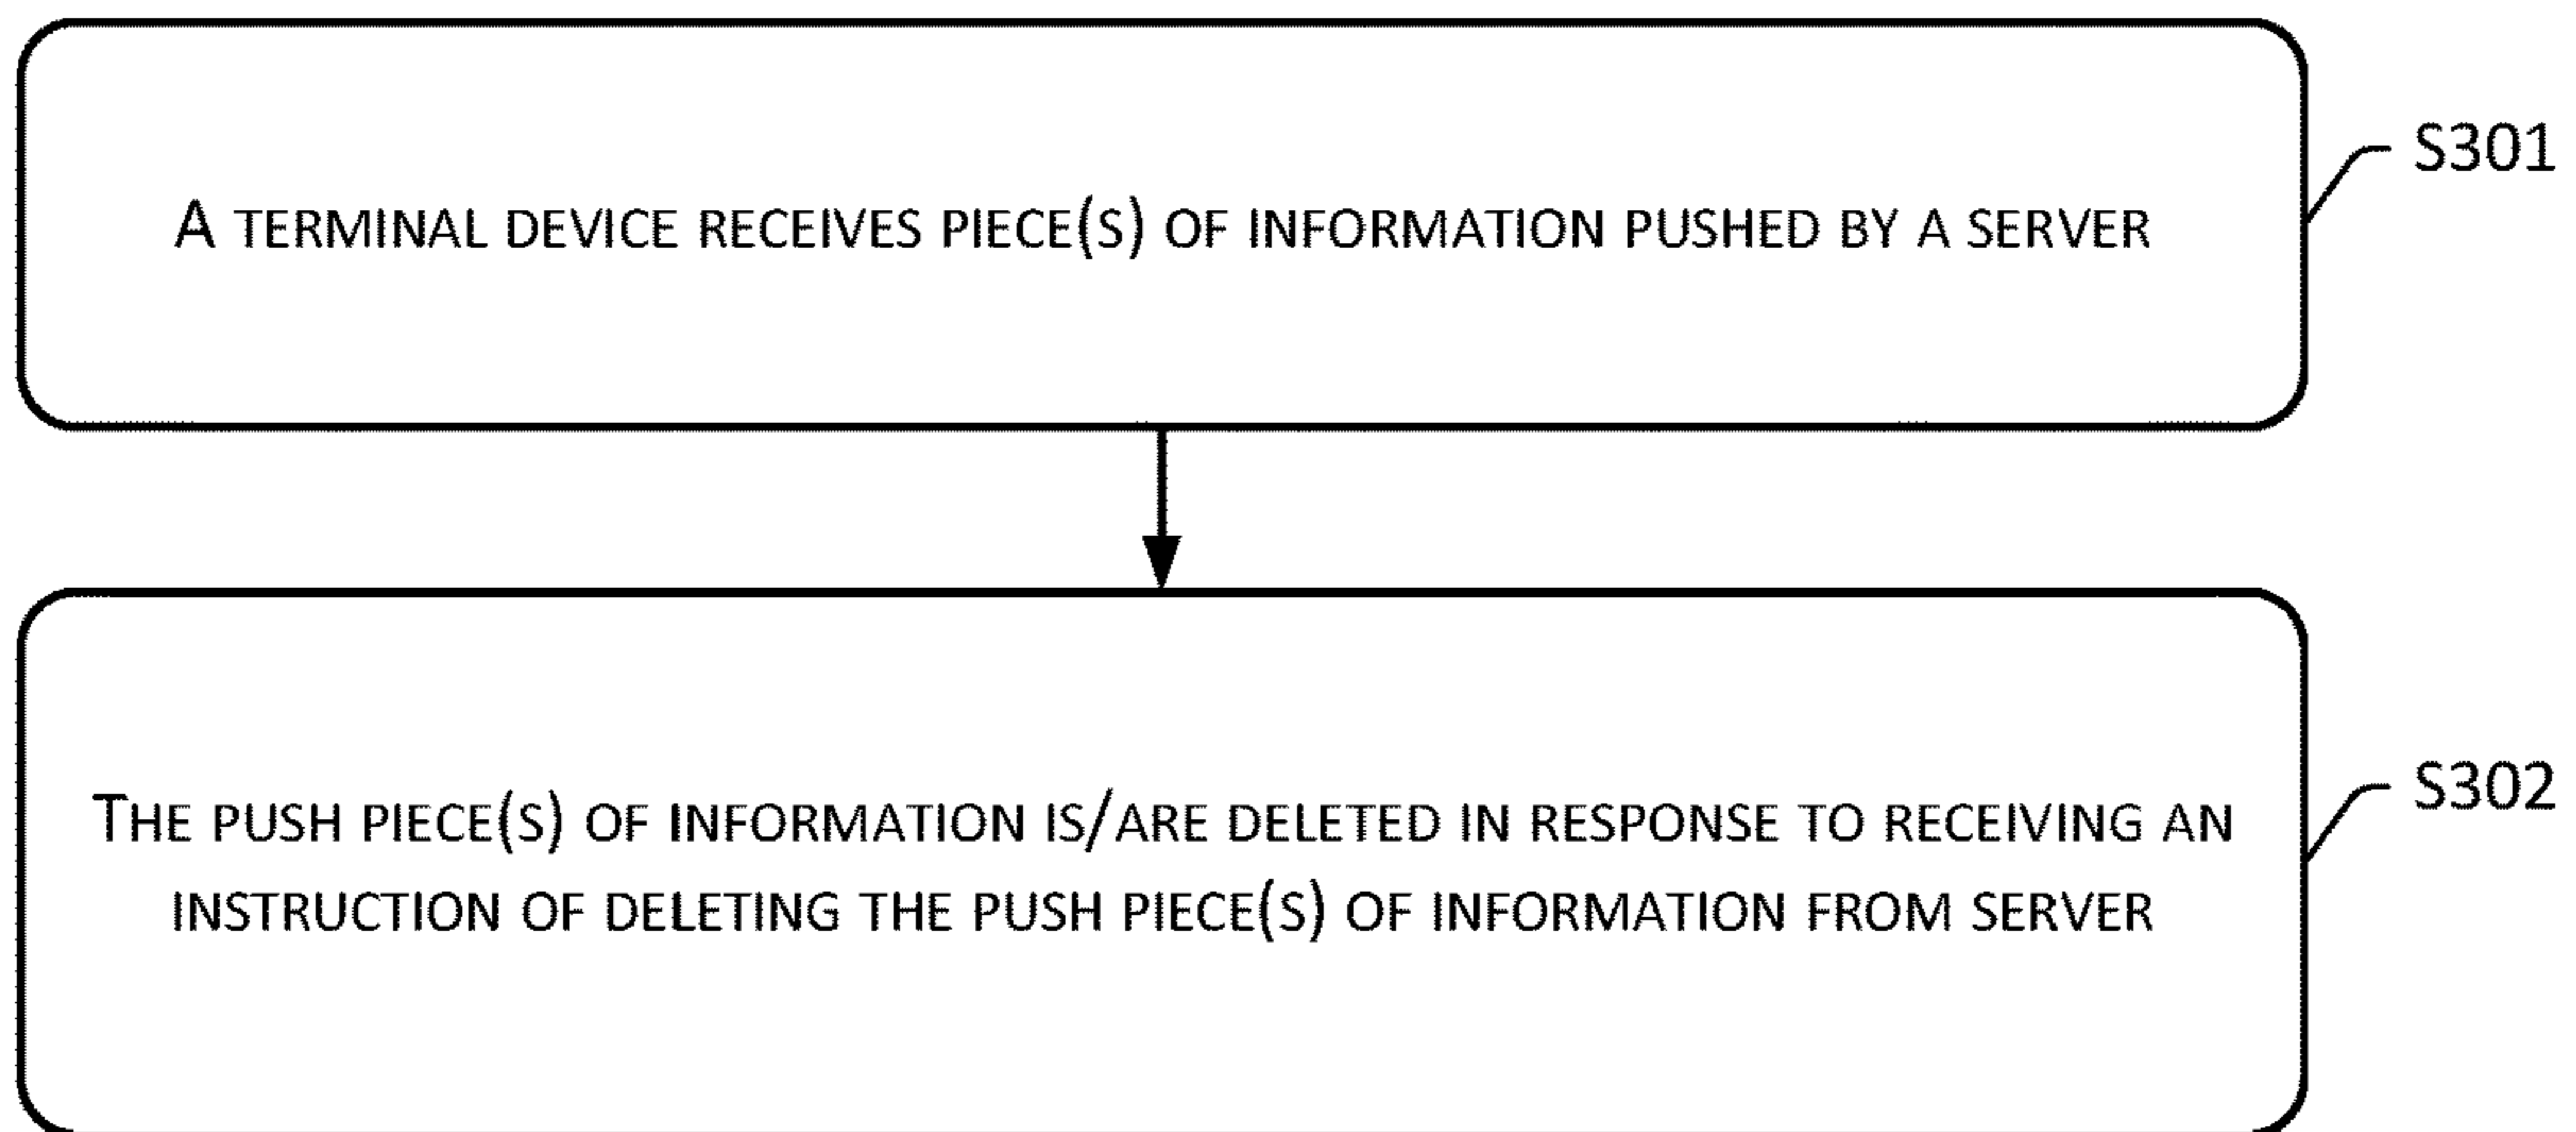 A TERMINAL DEVICE RECEIVES PIECE(S) OF INFORMATION PUSHED BY A SERVER
S301
THE PUSH PIECE(S) OF INFORMATION IS/ARE DELETED IN RESPONSE TO RECEIVING AN
INSTRUCTION OF DELETING THE PUSH PIECE(S) OF INFORMATION FROM SERVER
S302